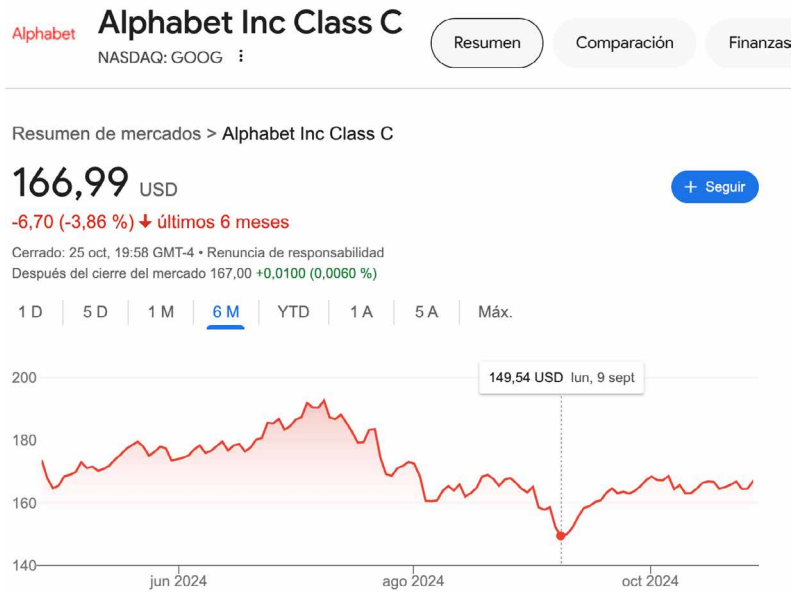 Alphabet
Alphabet Inc Class C
NASDAQ: GOOG
Resumen
Comparación
Finanzas
Resumen de mercados > Alphabet Inc Class C
166,99 USD
+ Seguir
-6,70 (-3,86 %) ↓ últimos 6 meses
Cerrado: 25 oct, 19:58 GMT-4 • Renuncia de responsabilidad
Después del cierre del mercado 167,00 +0,0100 (0,0060 %)
1 D
5 D
1 M
6 M
YTD
1 A
5 A
Máx.
149,54 USD lun, 9 sept
200
180
160
140
jun 2024
ago 2024
oct 2024